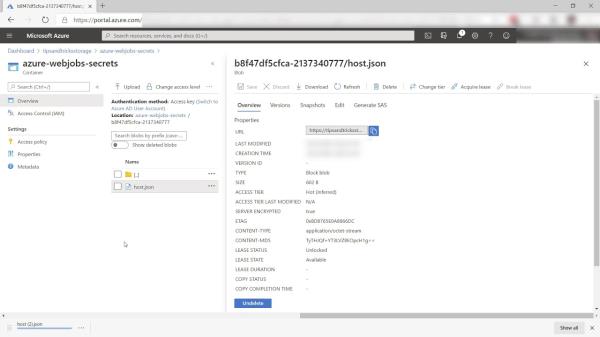 b8f47df5cfca-2137340777/host.js
https://portal.azure.com/
Microsoft Azure
Search resources, services, and docs (G+/)
Dashboard > tipsandtricksstorage > azure-webjobs-secrets >
azure-webjobs-secrets
Container
Search (Ctrl+/)
Overview
Access Control (IAM)
Settings
Access policy
Properties
Metadata
Upload
Change access level
Authentication method: Access key (Switch to
Azure AD User Account)
Location: azure-webjobs-secrets /
b8f47df5cfca-2137340777
Search blobs by prefix (case-...
Show deleted blobs
Name
[..]
host.json
b8f47df5cfca-2137340777/host.json
Blob
Save
Discard
Download
Refresh
Delete
Change tier
Acquire lease
Break lease
Overview
Versions
Snapshots
Edit
Generate SAS
Properties
URL
https://tipsandtricksst...
LAST MODIFIED
CREATION TIME
VERSION ID
-
TYPE
Block blob
SIZE
602 B
ACCESS TIER
Hot (Inferred)
ACCESS TIER LAST MODIFIED
N/A
SERVER ENCRYPTED
true
ETAG
CONTENT-TYPE
application/octet-stream
CONTENT-MD5
LEASE STATUS
Unlocked
LEASE STATE
Available
LEASE DURATION
-
COPY STATUS
-
COPY COMPLETION TIME
-
Undelete
host (2).json
Show all